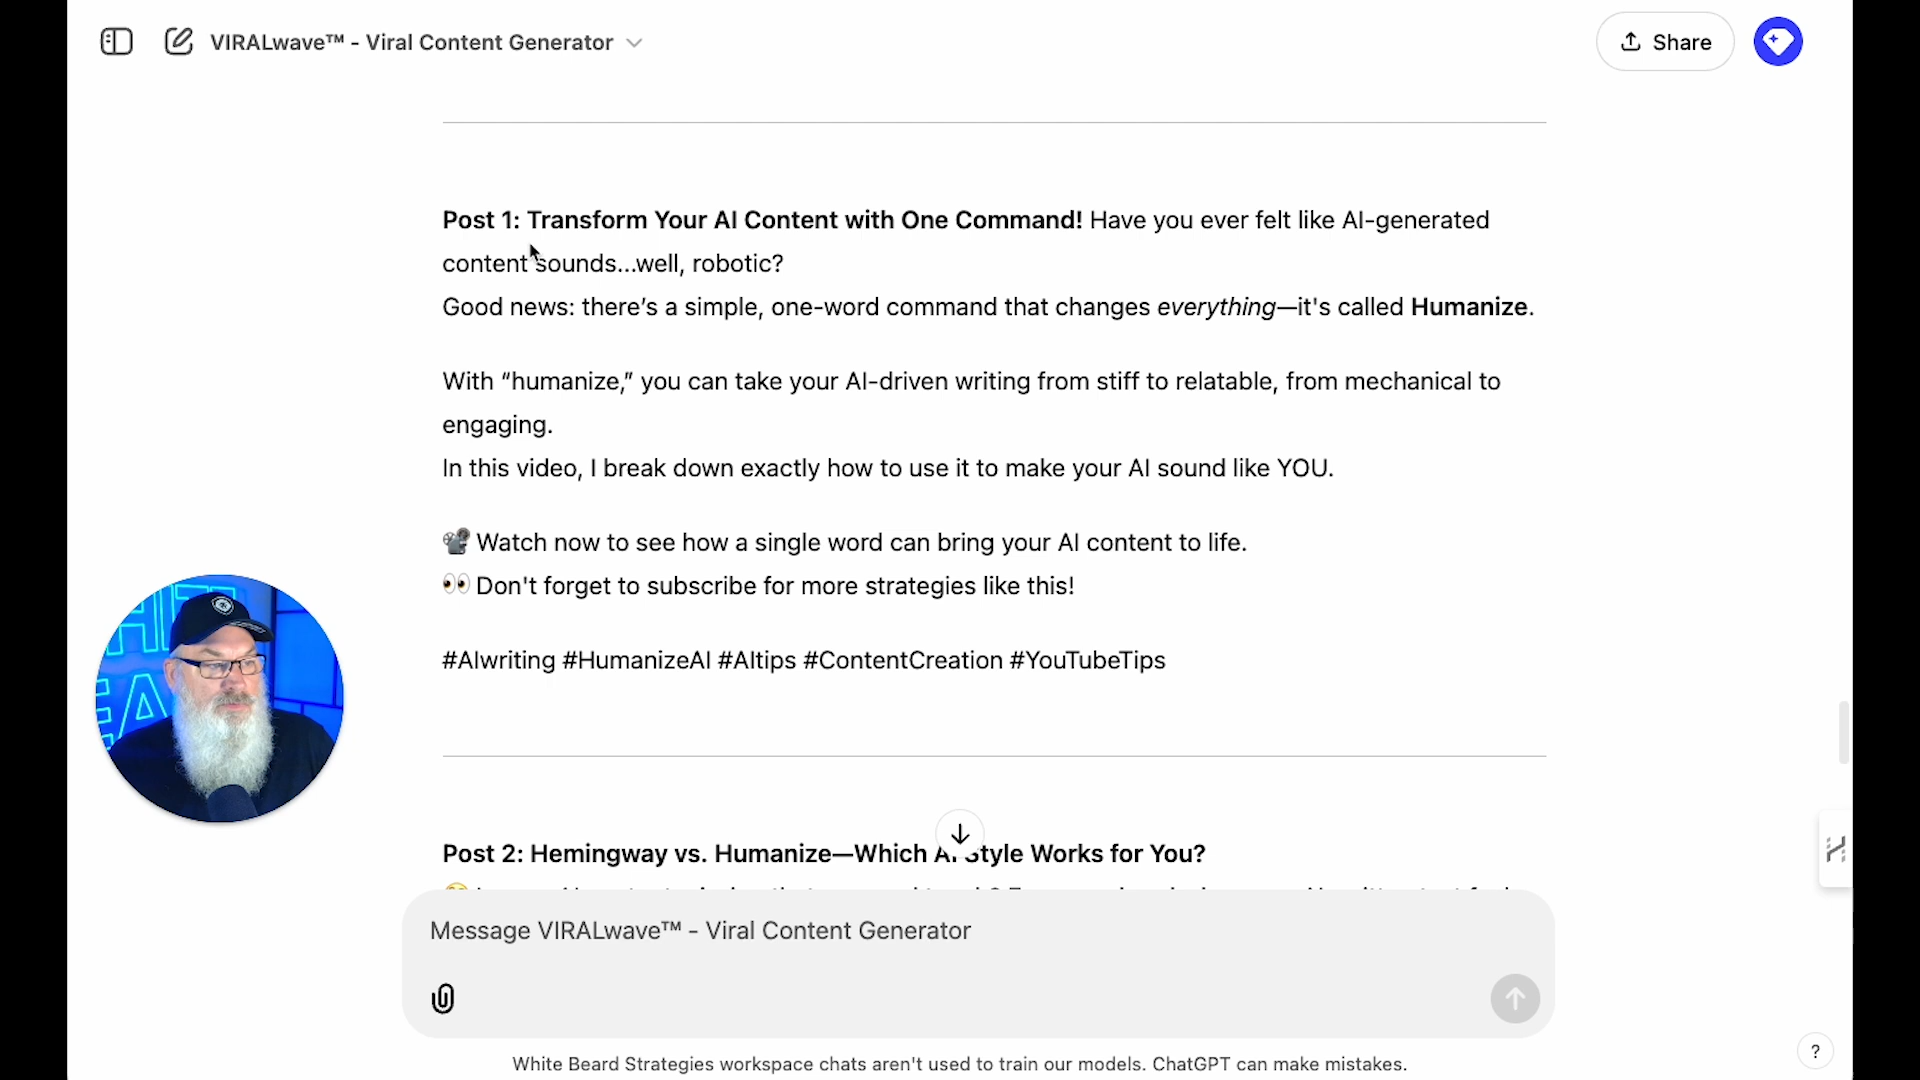 VIRALwave™ - Viral Content Generator
Share
Post 1: Transform Your AI Content with One Command! Have you ever felt like AI-generated
content sounds...well, robotic?
Good news: there's a simple, one-word command that changes everything—it's called Humanize.
With “humanize,” you can take your AI-driven writing from stiff to relatable, from mechanical to
engaging.
In this video, I break down exactly how to use it to make your AI sound like YOU.
📽️ Watch now to see how a single word can bring your AI content to life.
👀 Don't forget to subscribe for more strategies like this!
#AIwriting #HumanizeAI #AItips #ContentCreation #YouTubeTips
Post 2: Hemingway vs. Humanize—Which AI Style Works for You?
Message VIRALwave™ - Viral Content Generator
White Beard Strategies workspace chats aren't used to train our models. ChatGPT can make mistakes.
?